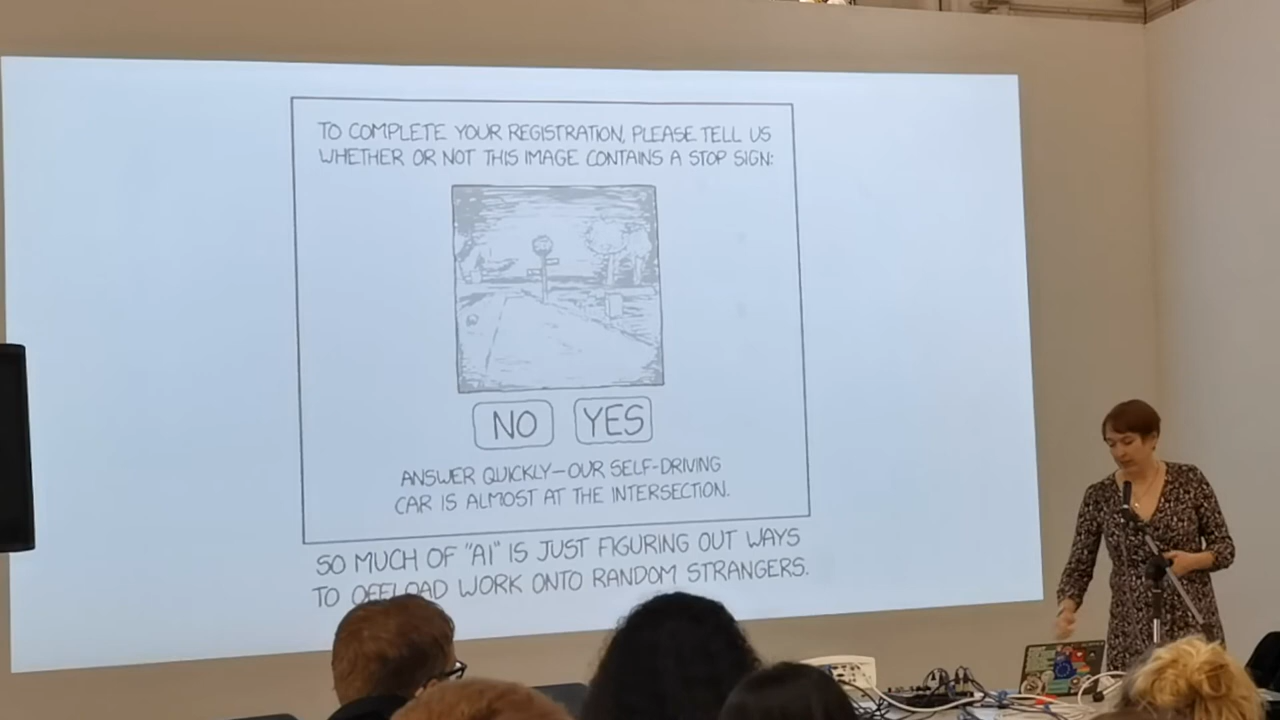 TO COMPLETE YOUR REGISTRATION, PLEASE TELL US
WHETHER OR NOT THIS IMAGE CONTAINS A STOP SIGN:
NO YES
ANSWER QUICKLY—OUR SELF-DRIVING
CAR IS ALMOST AT THE INTERSECTION.
SO MUCH OF "AI" IS JUST FIGURING OUT WAYS
TO OFFLOAD WORK ONTO RANDOM STRANGERS.